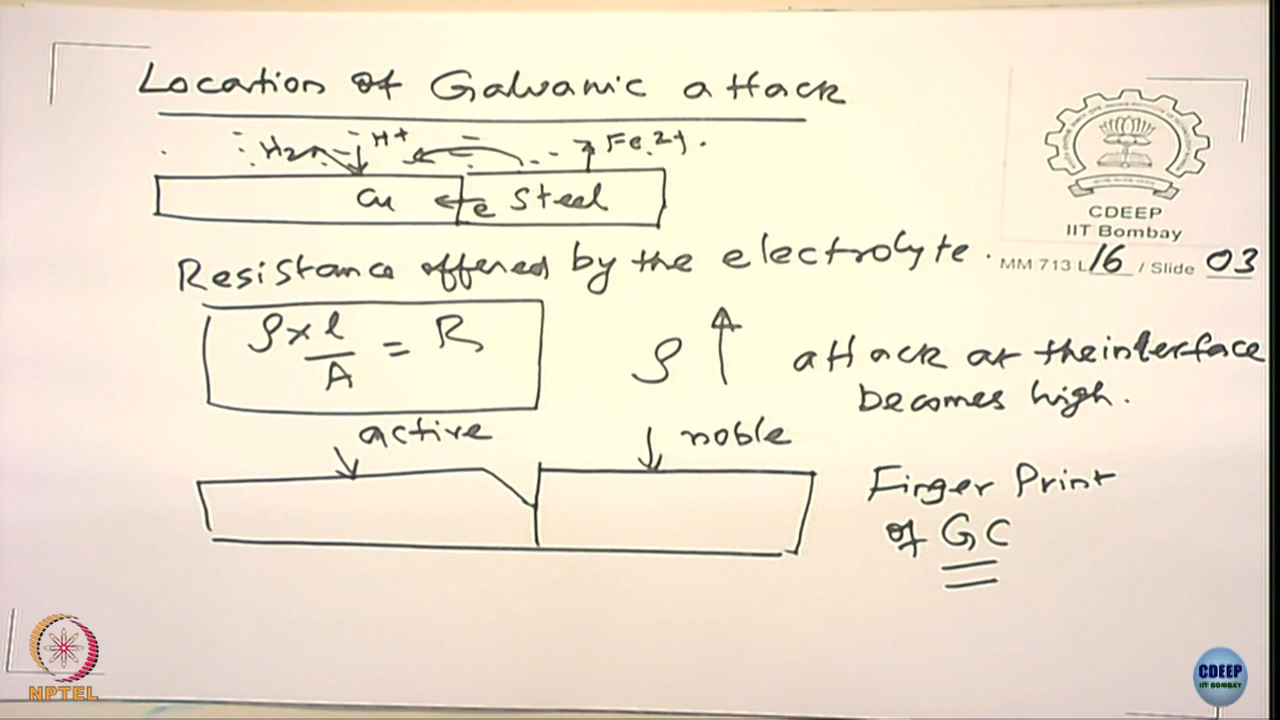 Location of Galvanic attack
H2 H+ Fe2+.
Cu e Steel
Resistance offered by the electrolyte.
ρ x l/A = R
ρ ↑ attack at the interface
becomes high.
active
noble
Finger Print
of GC
CDEEP
IIT Bombay
MM 713 L 16 / Slide 03
NPTEL
CDEEP
IIT BOMBAY